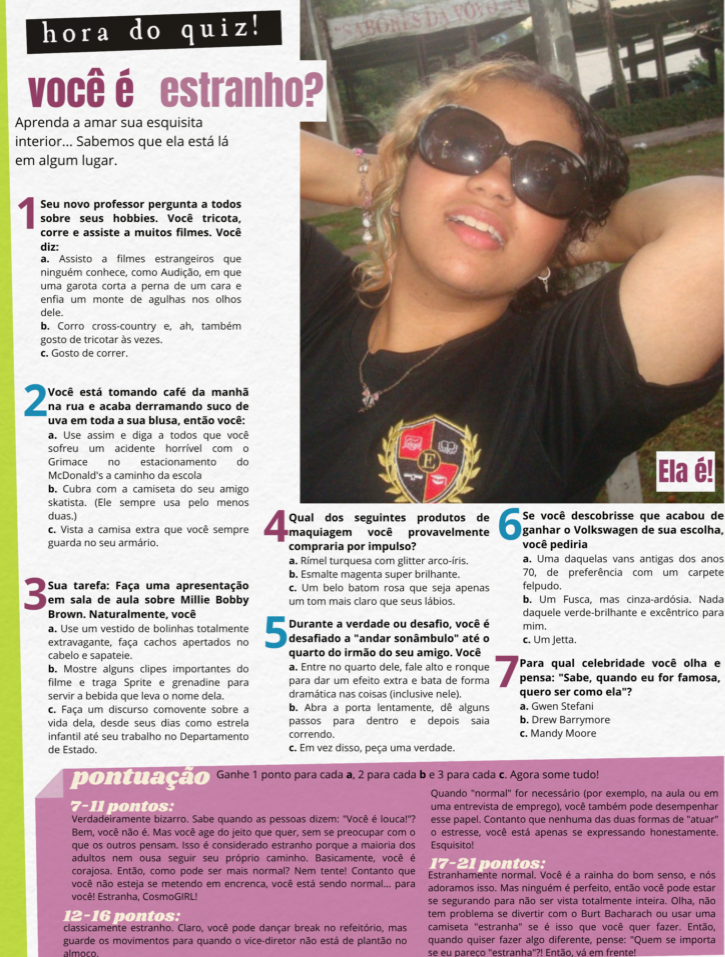 hora do quiz!
você é estranho?
Aprenda a amar sua esquisita
interior... Sabemos que ela está lá
em algum lugar.
SABORES DA VOVÓ
Ela é!
1
Seu novo professor pergunta a todos
sobre seus hobbies. Você tricota,
corre e assiste a muitos filmes. Você
diz:
a. Assisto a filmes estrangeiros que
ninguém conhece, como Audição, em que
uma garota corta a perna de um cara e
enfia um monte de agulhas nos olhos
dele.
b. Corro cross-country e, ah, também
gosto de tricotar às vezes.
c. Gosto de correr.
2
Você está tomando café da manhã
na rua e acaba derramando suco de
uva em toda a sua blusa, então você:
a. Use assim e diga a todos que você
sofreu um acidente horrível com o
Grimace no estacionamento do
McDonald's a caminho da escola
b. Cubra com a camiseta do seu amigo
skatista. (Ele sempre usa pelo menos
duas.)
c. Vista a camisa extra que você sempre
guarda no seu armário.
3
Sua tarefa: Faça uma apresentação
em sala de aula sobre Millie Bobby
Brown. Naturalmente, você
a. Use um vestido de bolinhas totalmente
extravagante, faça cachos apertados no
cabelo e sapateie.
b. Mostre alguns clipes importantes do
filme e traga Sprite e grenadine para
servir a bebida que leva o nome dela.
c. Faça um discurso comovente sobre a
vida dela, desde seus dias como estrela
infantil até seu trabalho no Departamento
de Estado.
4
Qual dos seguintes produtos de
maquiagem você provavelmente
compraria por impulso?
a. Rímel turquesa com glitter arco-íris.
b. Esmalte magenta super brilhante.
c. Um belo batom rosa que seja apenas
um tom mais claro que seus lábios.
5
Durante a verdade ou desafio, você é
desafiado a "andar sonâmbulo" até o
quarto do irmão do seu amigo. Você
a. Entre no quarto dele, fale alto e ronque
para dar um efeito extra e bata de forma
dramática nas coisas (inclusive nele).
b. Abra a porta lentamente, dê alguns
passos para dentro e depois saia
correndo.
c. Em vez disso, peça uma verdade.
6
Se você descobrisse que acabou de
ganhar o Volkswagen de sua escolha,
você pediria
a. Uma daquelas vans antigas dos anos
70, de preferência com um carpete
felpudo.
b. Um Fusca, mas cinza-ardósia. Nada
daquele verde-brilhante e excêntrico para
mim.
c. Um Jetta.
7
Para qual celebridade você olha e
pensa: "Sabe, quando eu for famosa,
quero ser como ela"?
a. Gwen Stefani
b. Drew Barrymore
c. Mandy Moore
pontuação Ganhe 1 ponto para cada a, 2 para cada b e 3 para cada c. Agora some tudo!
7-11 pontos:
Verdadeiramente bizarro. Sabe quando as pessoas dizem: "Você é louca!"?
Bem, você não é. Mas você age do jeito que quer, sem se preocupar com o
que os outros pensam. Isso é considerado estranho porque a maioria dos
adultos nem ousa seguir seu próprio caminho. Basicamente, você é
corajosa. Então, como pode ser mais normal? Nem tente! Contanto que
você não esteja se metendo em encrenca, você está sendo normal... para
você! Estranha, CosmoGIRL!
12-16 pontos:
classicamente estranho. Claro, você pode dançar break no refeitório, mas
guarde os movimentos para quando o vice-diretor não está de plantão no
almoço.
Quando "normal" for necessário (por exemplo, na aula ou em
uma entrevista de emprego), você também pode desempenhar
esse papel. Contanto que nenhuma das duas formas de "atuar"
o estresse, você está apenas se expressando honestamente.
Esquisito!
17-21 pontos:
Estranhamente normal. Você é a rainha do bom senso, e nós
adoramos isso. Mas ninguém é perfeito, então você pode estar
se segurando para não ser vista totalmente inteira. Olha, não
tem problema se divertir com o Burt Bacharach ou usar uma
camiseta "estranha" se é isso que você quer fazer. Então,
quando quiser fazer algo diferente, pense: "Quem se importa
se eu pareço "estranha"?! Então, vá em frente!
E